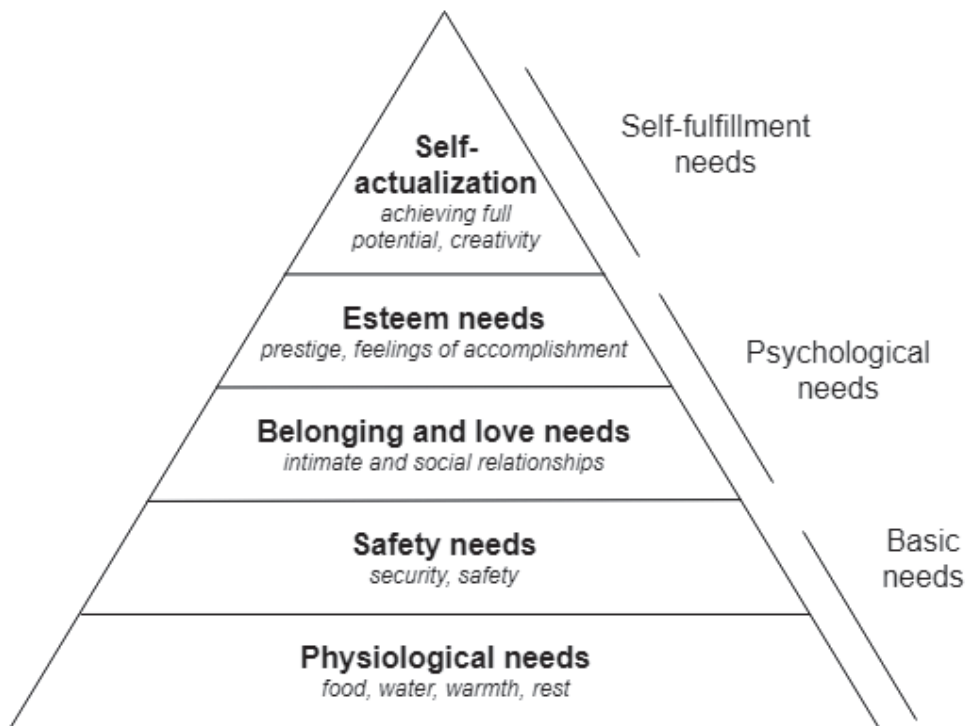 Self-
actualization
achieving full
potential, creativity
Self-fulfillment
needs
Esteem needs
prestige, feelings of accomplishment
Psychological
needs
Belonging and love needs
intimate and social relationships
Safety needs
security, safety
Basic
needs
Physiological needs
food, water, warmth, rest